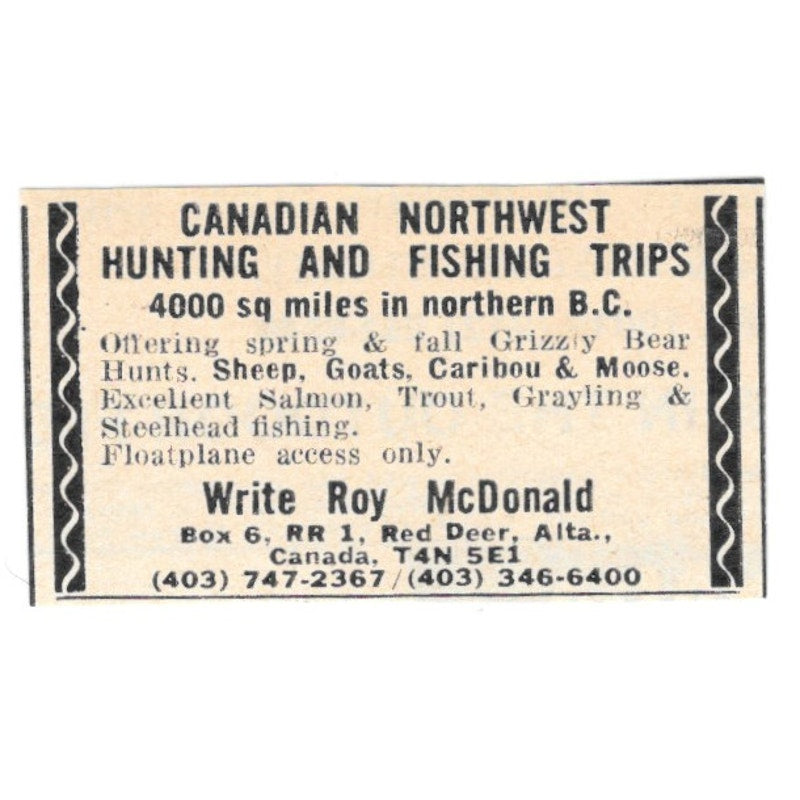 CANADIAN NORTHWEST
HUNTING AND FISHING TRIPS
4000 sq miles in northern B.C.
Offering spring & fall Grizzly Bear
Hunts. Sheep, Goats, Caribou & Moose.
Excellent Salmon, Trout, Grayling &
Steelhead fishing.
Floatplane access only.
Write Roy McDonald
Box 6, RR 1, Red Deer, Alta.,
Canada, T4N 5E1
(403) 747-2367/(403) 346-6400